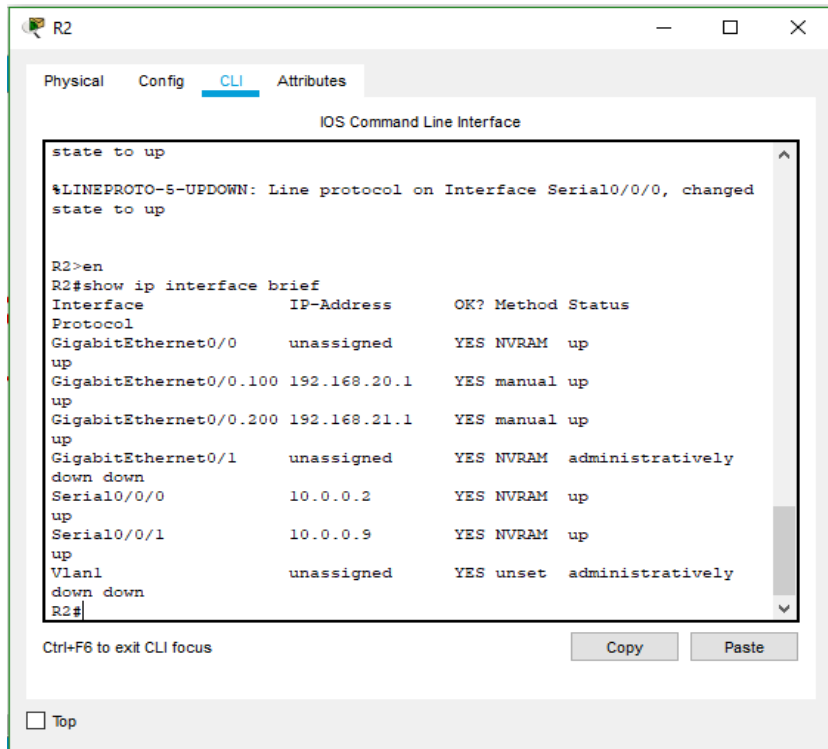 R2
Physical Config CLI Attributes
IOS Command Line Interface
state to up
%LINEPROTO-5-UPDOWN: Line protocol on Interface Serial0/0/0, changed
state to up
R2>en
R2#show ip interface brief
Interface IP-Address OK? Method Status
Protocol
GigabitEthernet0/0 unassigned YES NVRAM up
up
GigabitEthernet0/0.100 192.168.20.1 YES manual up
up
GigabitEthernet0/0.200 192.168.21.1 YES manual up
up
GigabitEthernet0/1 unassigned YES NVRAM administratively
down down
Serial0/0/0 10.0.0.2 YES NVRAM up
up
Serial0/0/1 10.0.0.9 YES NVRAM up
up
Vlan1 unassigned YES unset administratively
down down
R2#
Ctrl+F6 to exit CLI focus Copy Paste
Top